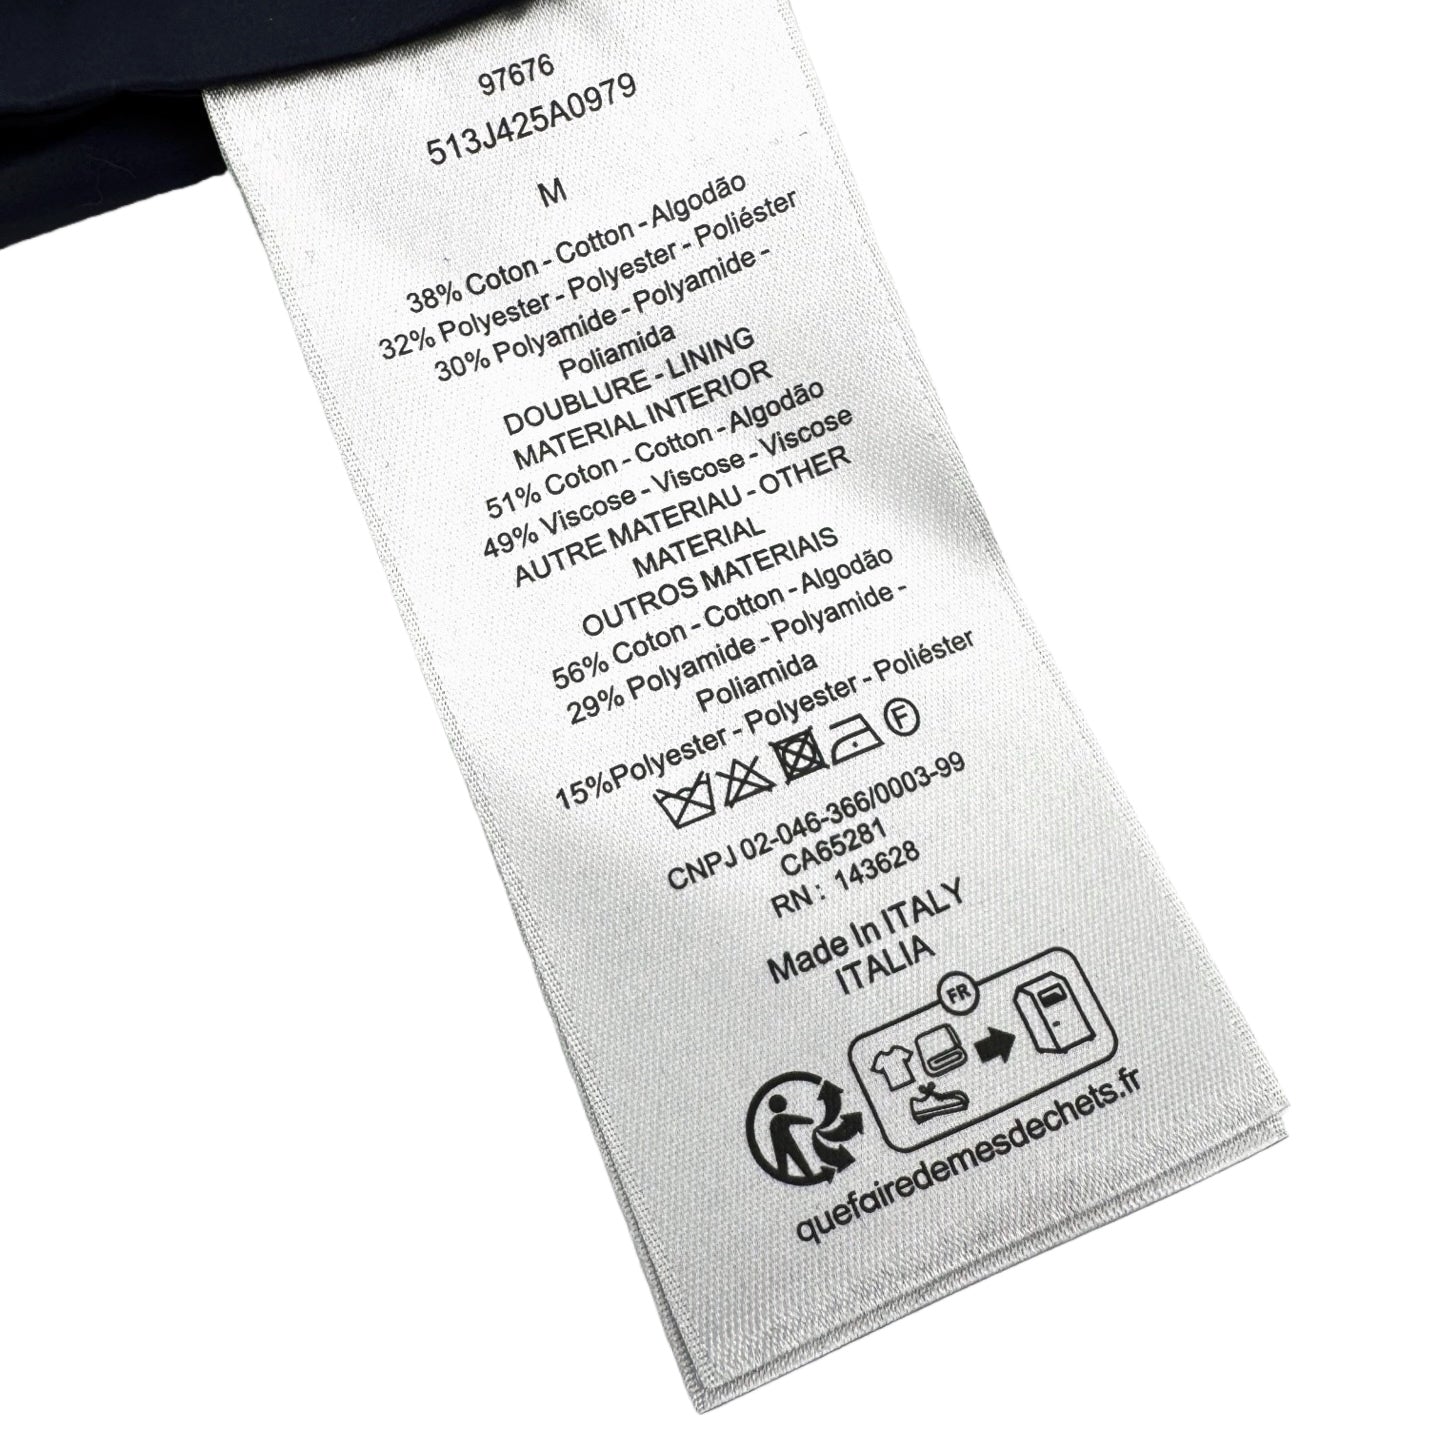 97676
513J425A0979
M
38% Coton - Cotton - Algodão
32% Polyester - Polyester - Poliéster
30% Polyamide - Polyamide -
Poliamida
DOUBLURE - LINING
MATERIAL INTERIOR
51% Coton - Cotton - Algodão
49% Viscose - Viscose - Viscose
AUTRE MATERIAU - OTHER
MATERIAL
OUTROS MATERIAIS
56% Coton - Cotton - Algodão
29% Polyamide - Polyamide -
Poliamida
15%Polyester - Polyester - Poliéster
F
CNPJ 02-046-366/0003-99
CA65281
RN : 143628
Made In ITALY
ITALIA
FR
quefairedemesdechets.fr